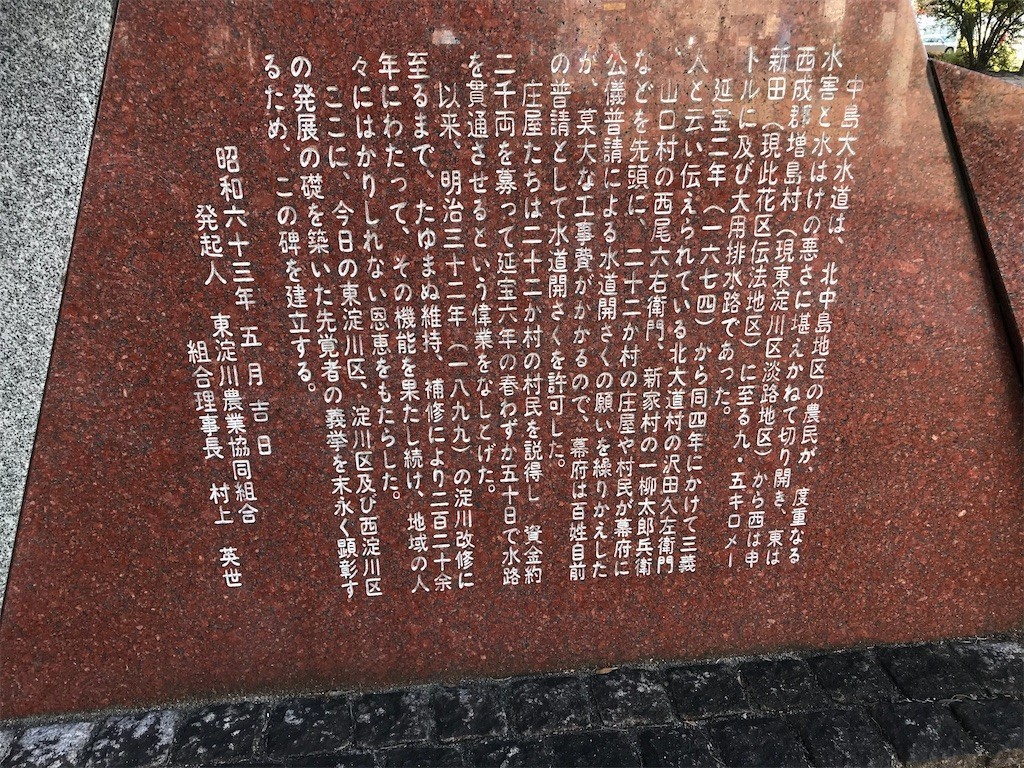 中島大水道は、北中島地区の農民が、度重なる
水害と水はけの悪さに堪えかねて切り開き、東は
西成郡増島村（現東淀川区淡路地区）から西は申
新田（現此花区伝法地区）に至る九・五キロメー
トルに及び大用排水路であった。
延宝二年（一六七四）から同四年にかけて三義
人と云い伝えられている北大道村の沢田久左衛門
、山口村の西尾六右衛門、新家村の一柳太郎兵衛
などを先頭に、二十二か村の庄屋や村民が幕府に
公儀普請による水道開さくの願いを繰りかえした
が、莫大な工事費がかかるので、幕府は百姓自前
の普請として水道開さくを許可した。
庄屋たちは二十二か村の村民を説得し、資金約
二千両を募って延宝六年の春わずか五十日で水路
を貫通させるという偉業をなしとげた。
以来、明治三十二年（一八九九）の淀川改修に
至るまで、たゆまぬ維持、補修により二百二十余
年にわたって、その機能を果たし続け、地域の人
々にはかりしれない恩恵をもたらした。
ここに、今日の東淀川区、淀川区及び西淀川区
の発展の礎を築いた先覚者の義挙を末永く顕彰す
るため、この碑を建立する。
昭和六十三年 五月 吉日
発起人 東淀川農業協同組合
組合理事長 村上 英世